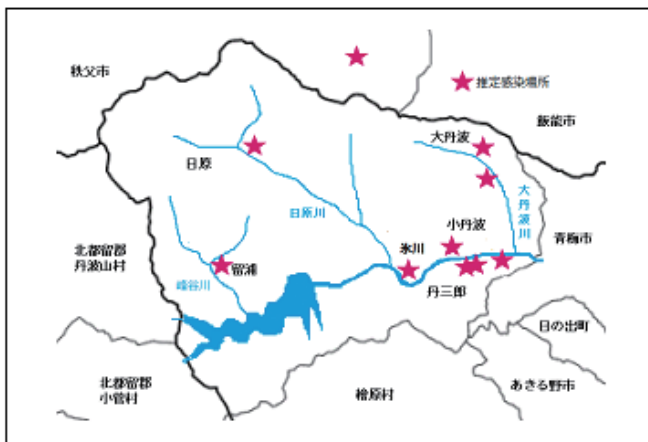 秩父市
推定感染場所
飯能市
大丹波
日原
大丹波川
日原川
小丹波
青梅市
北都留郡
丹波山村
氷川
留浦
峰谷川
丹三郎
日の出町
北都留郡
小菅村
檜原村
あきる野市